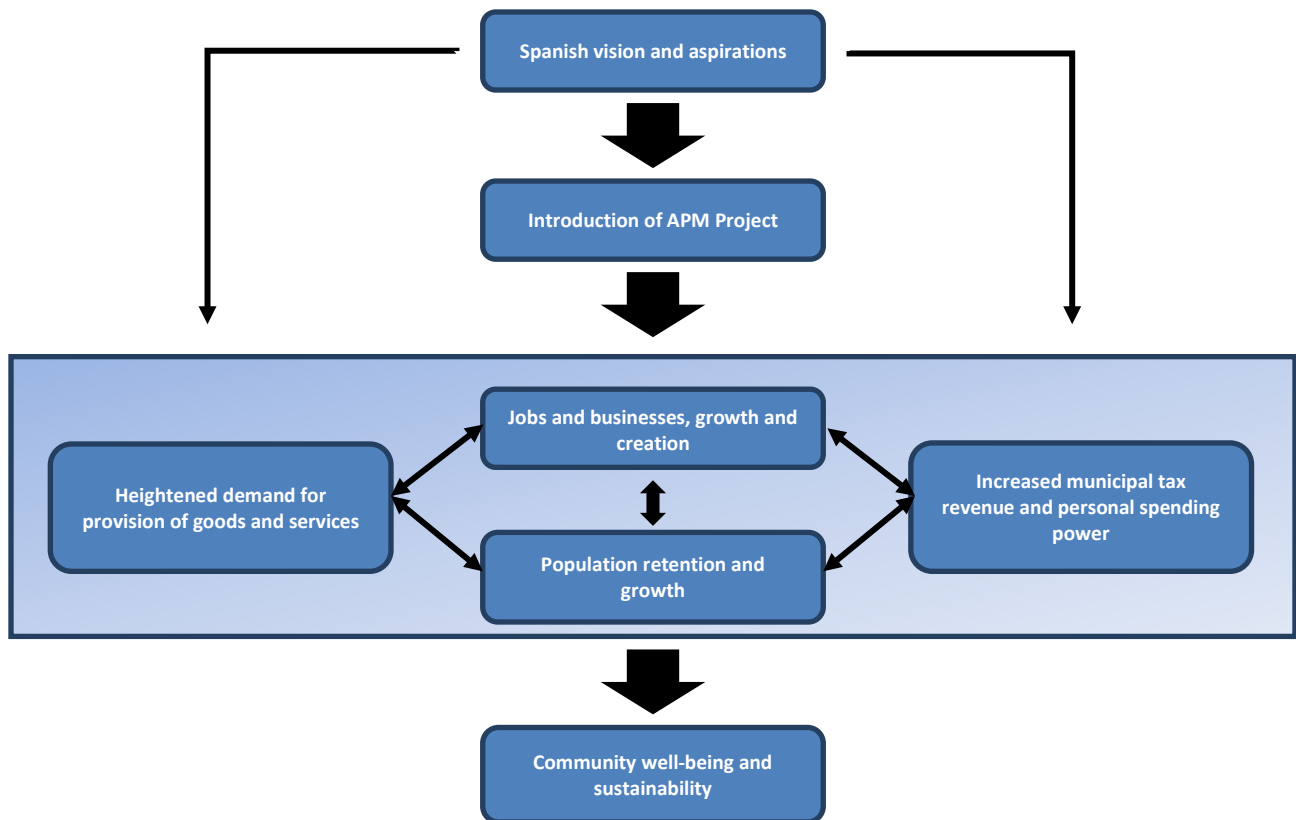 Spanish vision and aspirations
Introduction of APM Project
Jobs and businesses, growth and
creation
Heightened demand for
provision of goods and services
Increased municipal tax
revenue and personal spending
power
Population retention and
growth
Community well-being and
sustainability